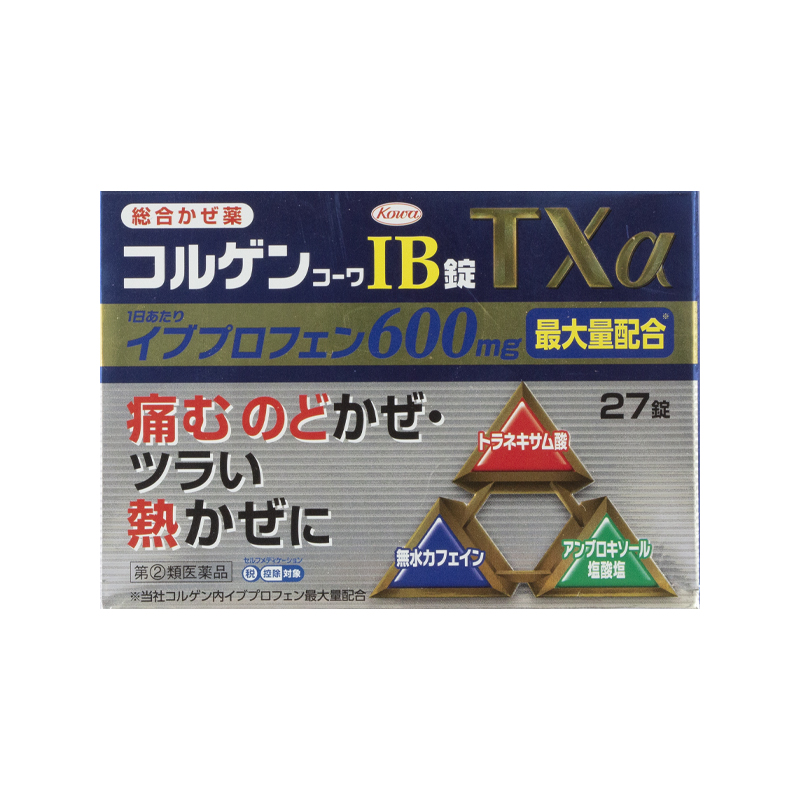 総合かぜ薬
Kowa
コルゲンコーワIB錠 TXα
1日あたり
イブプロフェン600mg 最大量配合※
痛むのどかぜ・
ツラい
熱かぜに
27錠
トラネキサム酸
無水カフェイン
アンブロキソール
塩酸塩
第②類医薬品
セルフメディケーション
税 控除 対象
※当社コルゲン内イブプロフェン最大量配合